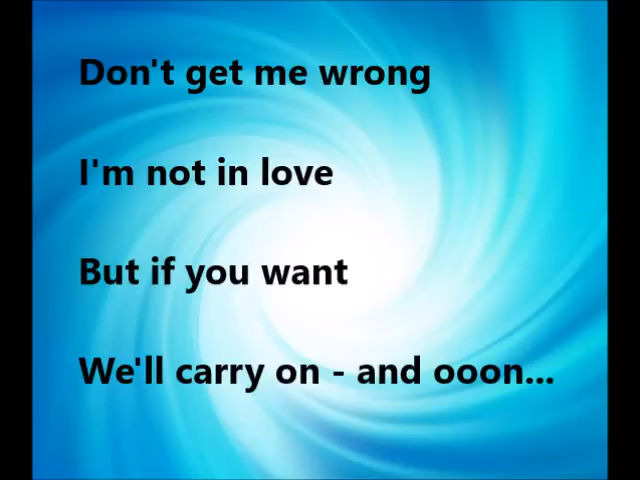 Don't get me wrong
I'm not in love
But if you want
We'll carry on - and ooon...